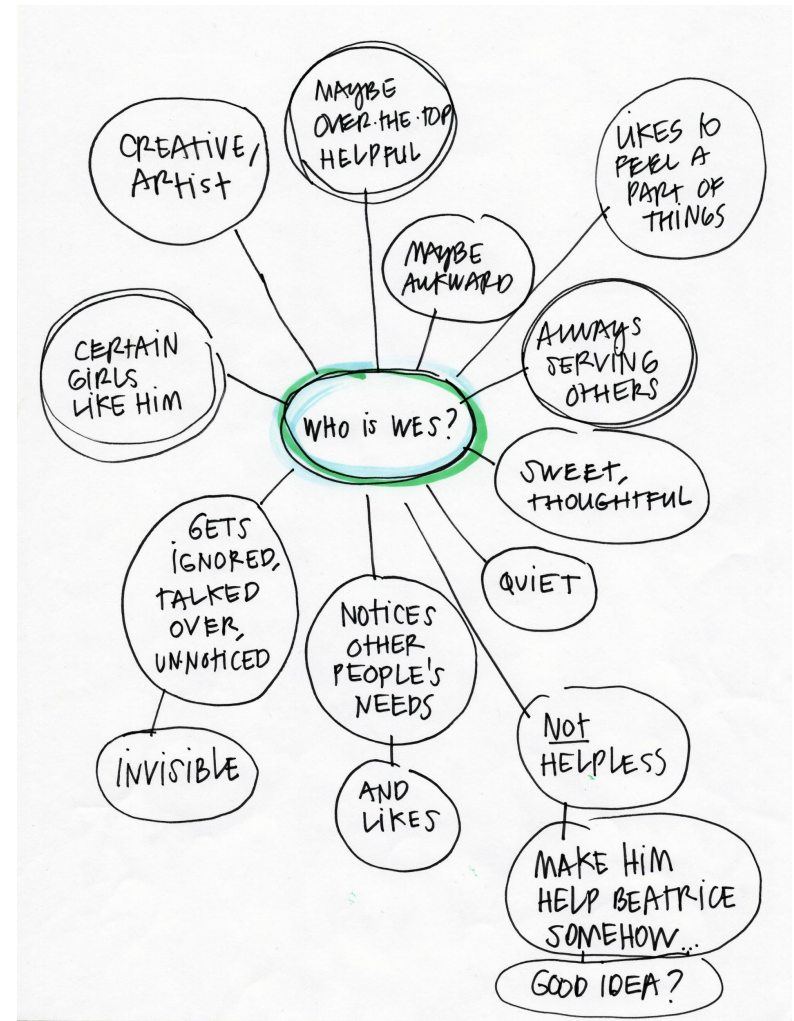 MAYBE
OVER·THE·TOP
HELPFUL
CREATIVE,
ARTIST
LIKES TO
FEEL A
PART OF
THINGS
MAYBE
AUKWARD
CERTAIN
GIRLS
LIKE HIM
ALWAYS
SERVING
OTHERS
WHO IS WES?
SWEET,
THOUGHTFUL
GETS
IGNORED,
TALKED
OVER,
UNNOTICED
QUIET
NOTICES
OTHER
PEOPLE'S
NEEDS
INVISIBLE
AND
LIKES
NOT
HELPLESS
MAKE HIM
HELP BEATRICE
SOMEHOW...
GOOD IDEA?